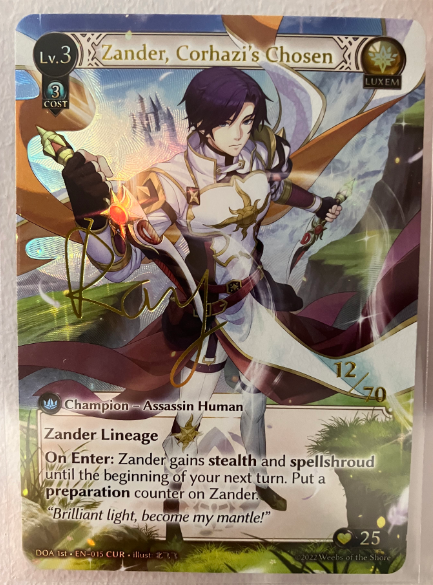 Lv.3
Zander, Corhazi's Chosen
LUXEM
3
COST
Ray
12/70
Champion – Assassin Human
Zander Lineage
On Enter: Zander gains stealth and spellshroud
until the beginning of your next turn. Put a
preparation counter on Zander.
"Brilliant light, become my mantle!"
25
DOA 1st • EN-015 CUR • illust.
2022 Weebs of the Shore